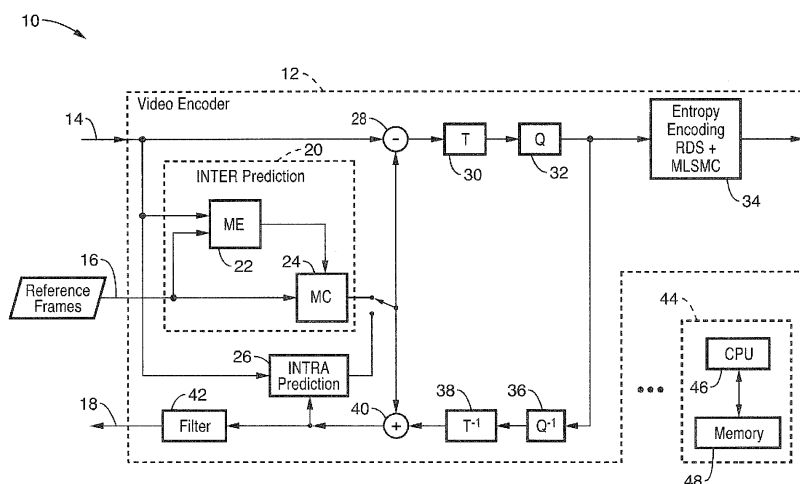 10
12
Video Encoder
14
28
-
T
30
Q
32
Entropy
Encoding
RDS +
MLSMC
34
20
INTER Prediction
ME
22
24
MC
16
Reference
Frames
26
INTRA
Prediction
44
CPU
46
Memory
48
18
42
Filter
40
+
38
T-1
36
Q-1